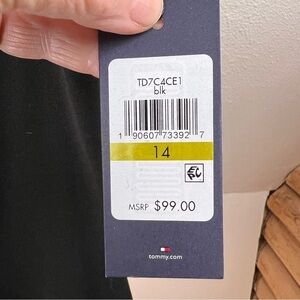 TD7C4CE1
blk
1 90607 73392 7
14
MSRP $99.00
tommy.com